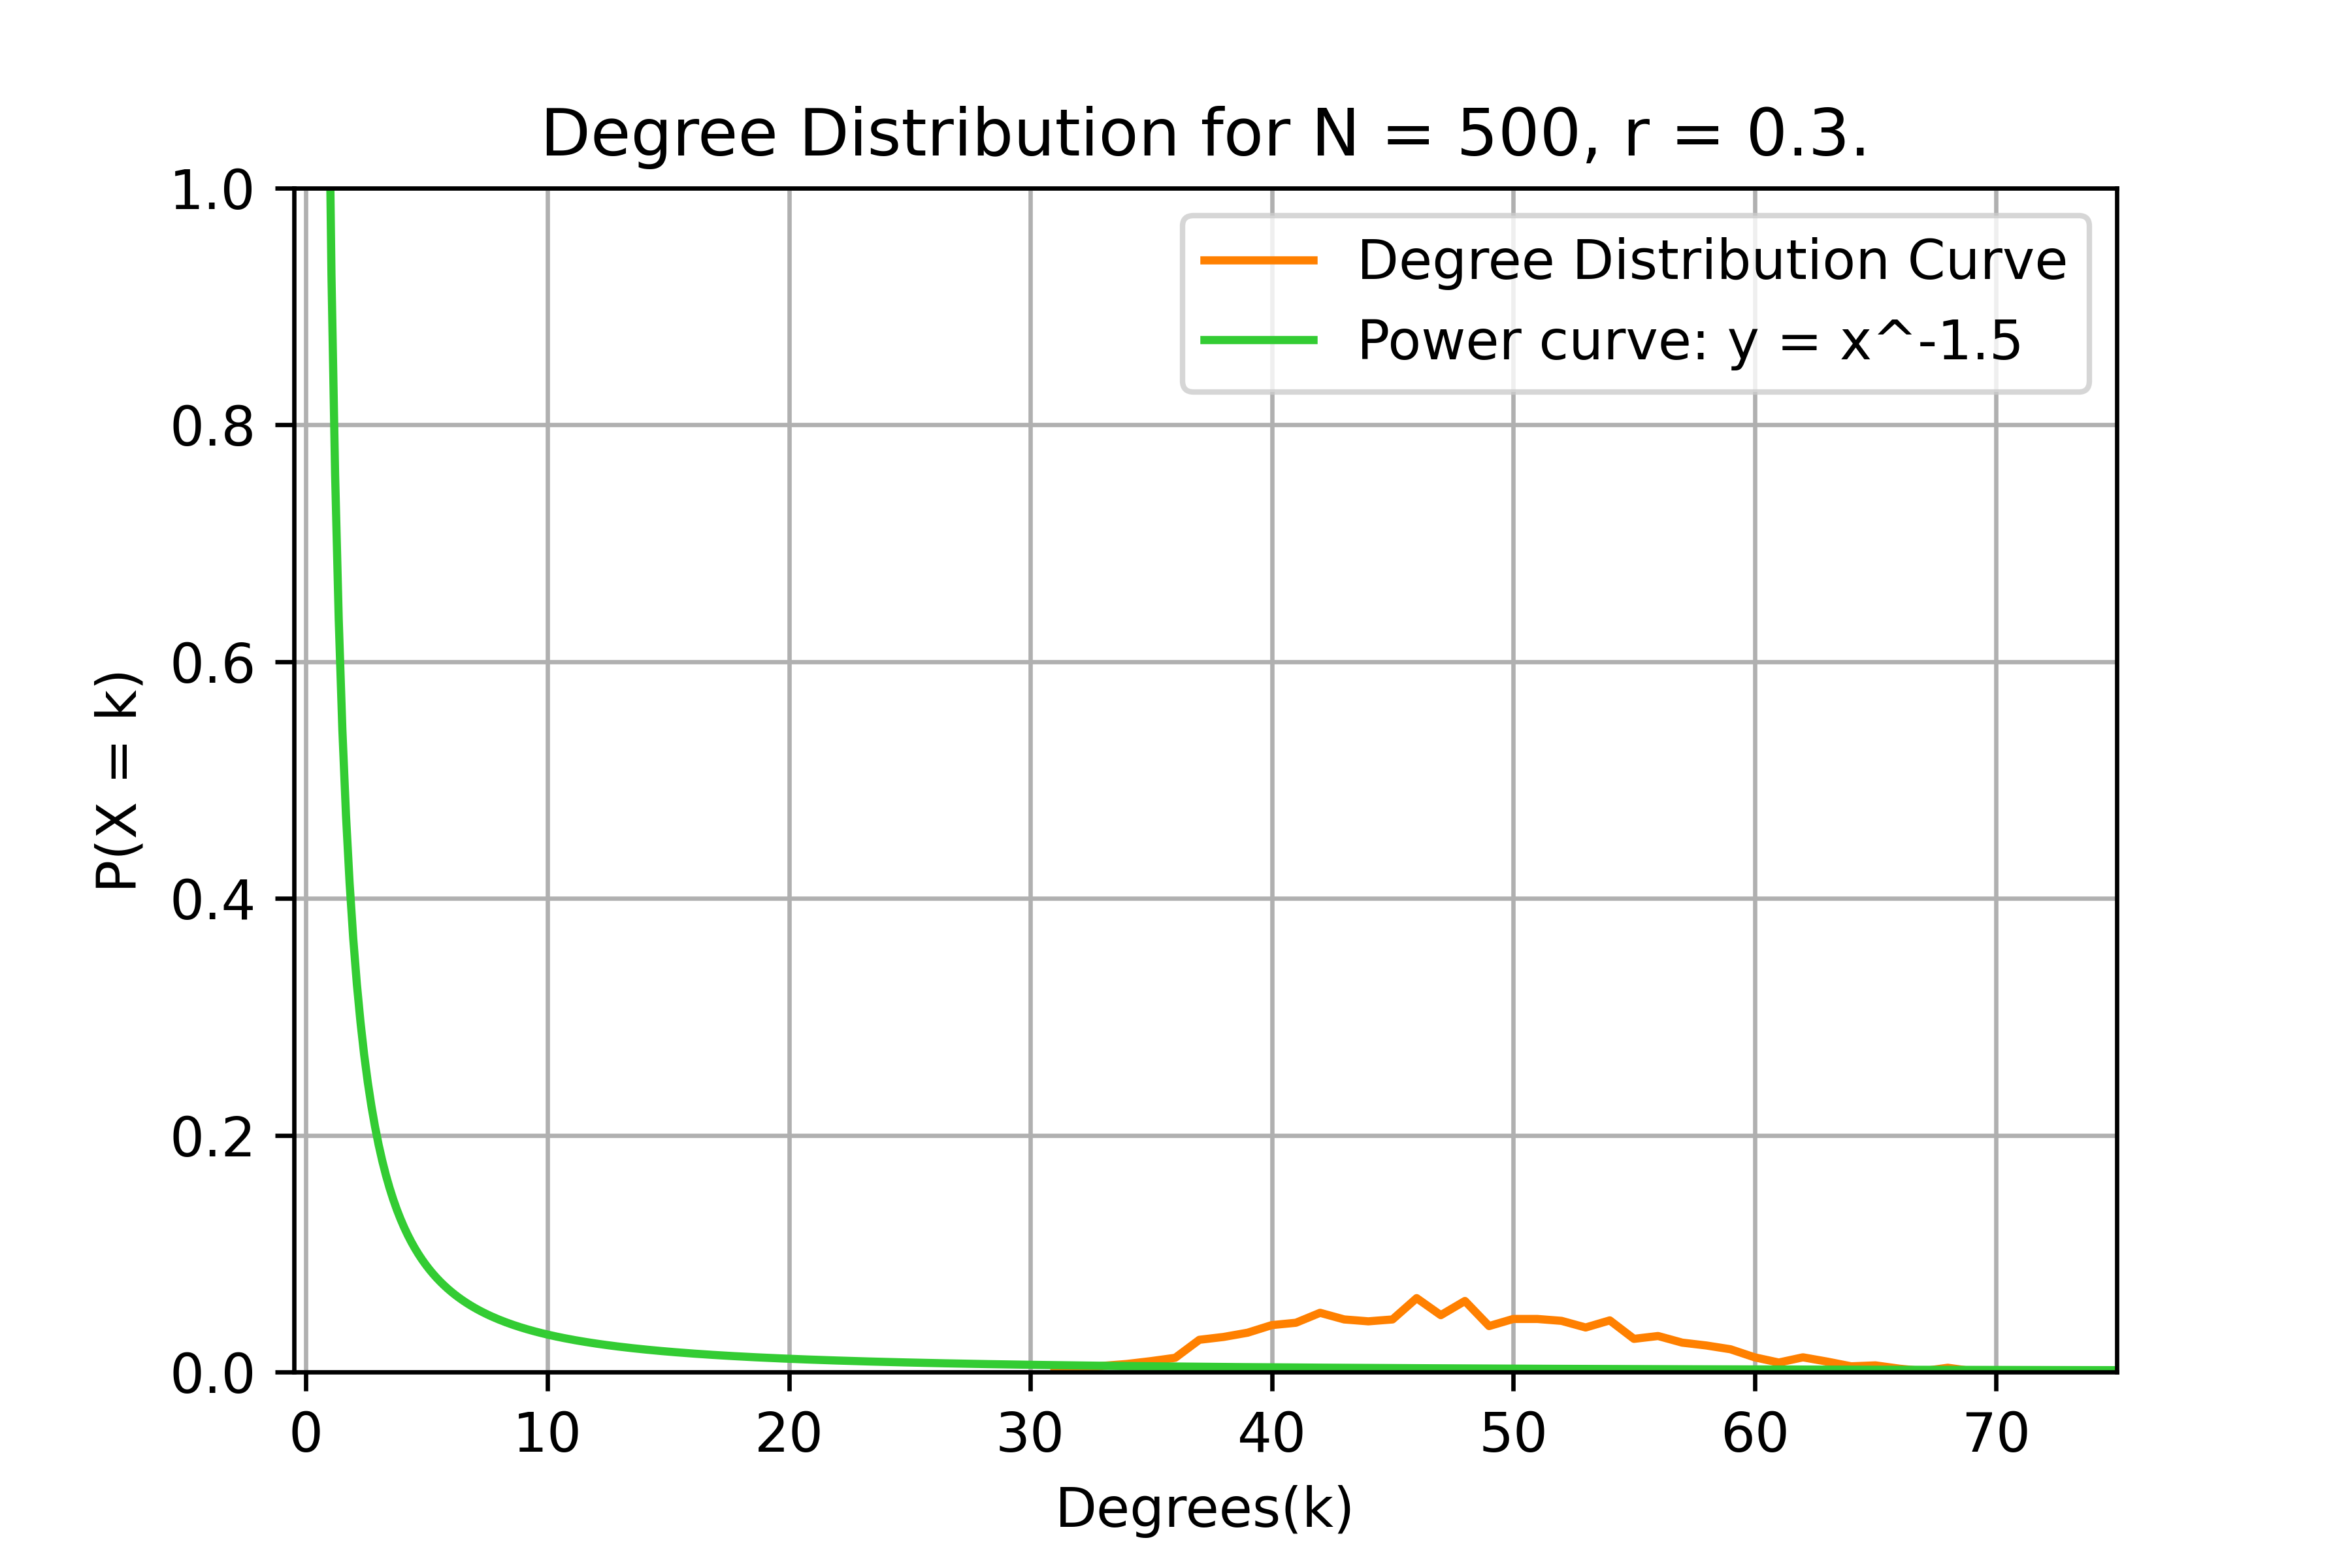 Degree Distribution for N = 500, r = 0.3.
Degree Distribution Curve
Power curve: y = x^-1.5
P(X = k)
1.0
0.8
0.6
0.4
0.2
0.0
0 10 20 30 40 50 60 70
Degrees(k)